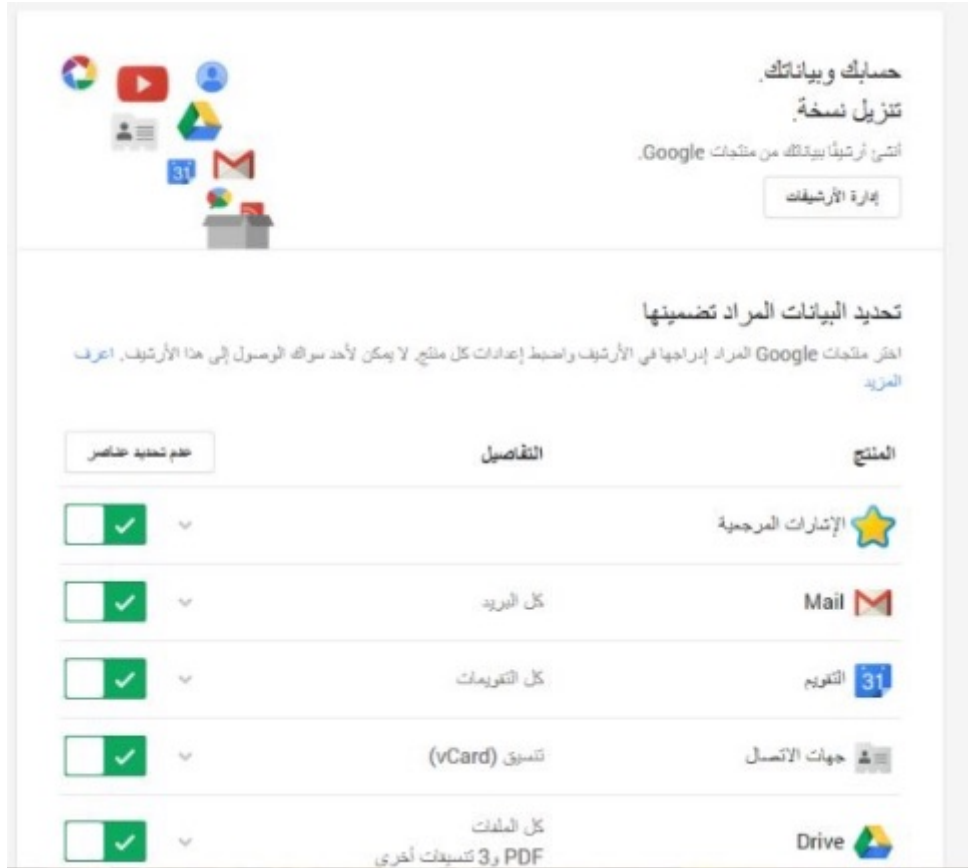 حسابك وبياناتك.
تنزيل نسخة.
أنشئ أرشيفًا ببياناتك من منتجات Google.
إدارة الأرشيفات
31
تحديد البيانات المراد تضمينها
اختر منتجات Google المراد إدراجها في الأرشيف واضبط إعدادات كل منتج. لا يمكن لأحد سواك الوصول إلى هذا الأرشيف. اعرف
المزيد
المنتج التفاصيل عدم تحديد عناصر
الإشارات المرجعية
Mail كل البريد
31 التقويم كل التقويمات
جهات الاتصال تنسيق (vCard)
Drive كل الملفات
PDF و3 تنسيقات أخرى